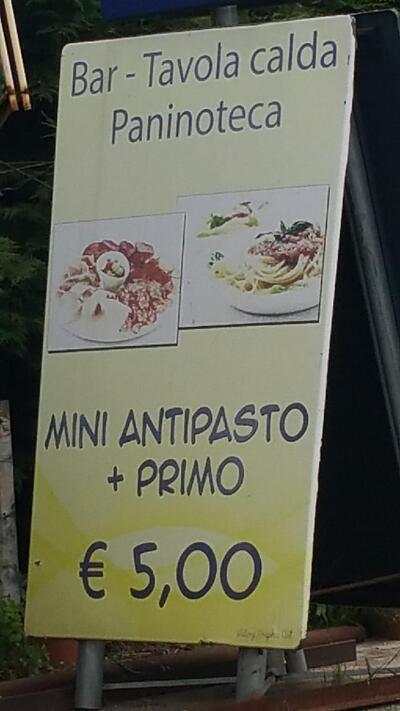 Bar - Tavola calda
Paninoteca
MINI ANTIPASTO
+ PRIMO
€ 5,00